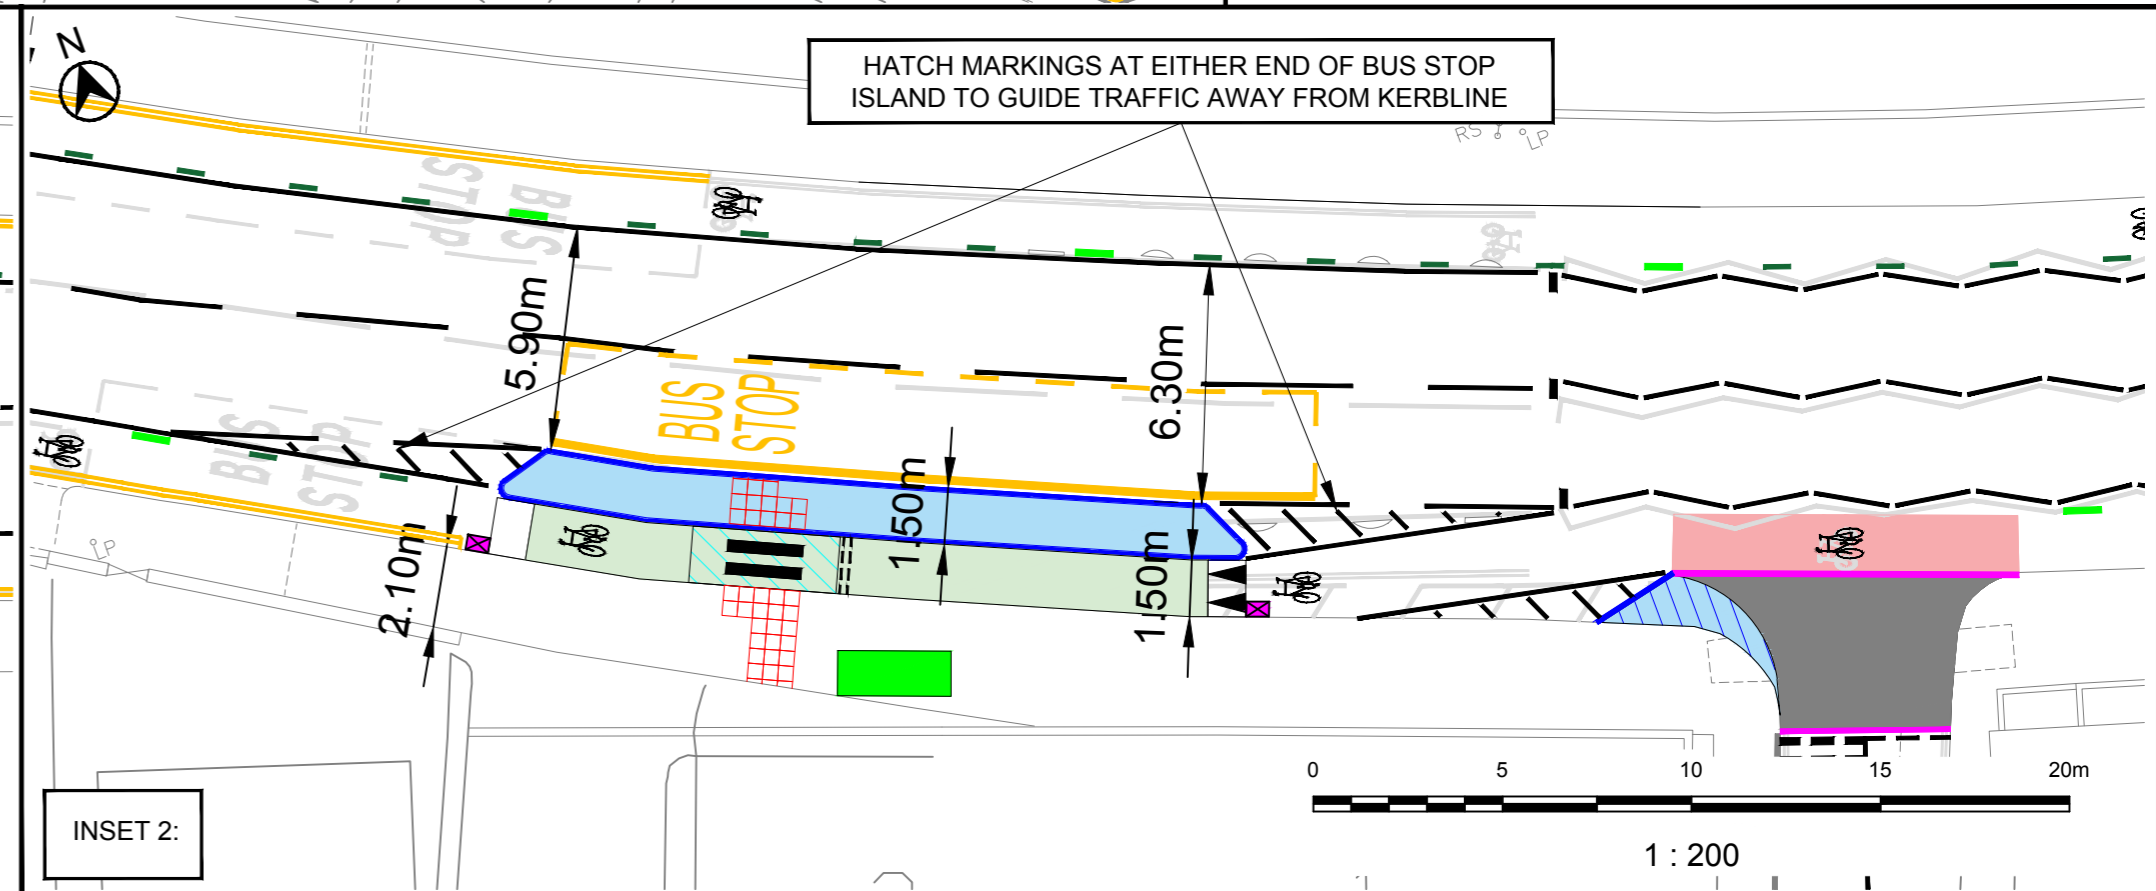 N
HATCH MARKINGS AT EITHER END OF BUS STOP
ISLAND TO GUIDE TRAFFIC AWAY FROM KERBLINE
RS
LP
BUS
STOP
5.90m
6.30m
BUS
STOP
BUS
STOP
1.50m
2.10m
1.50m
LP
0 5 10 15 20m
1 : 200
INSET 2: